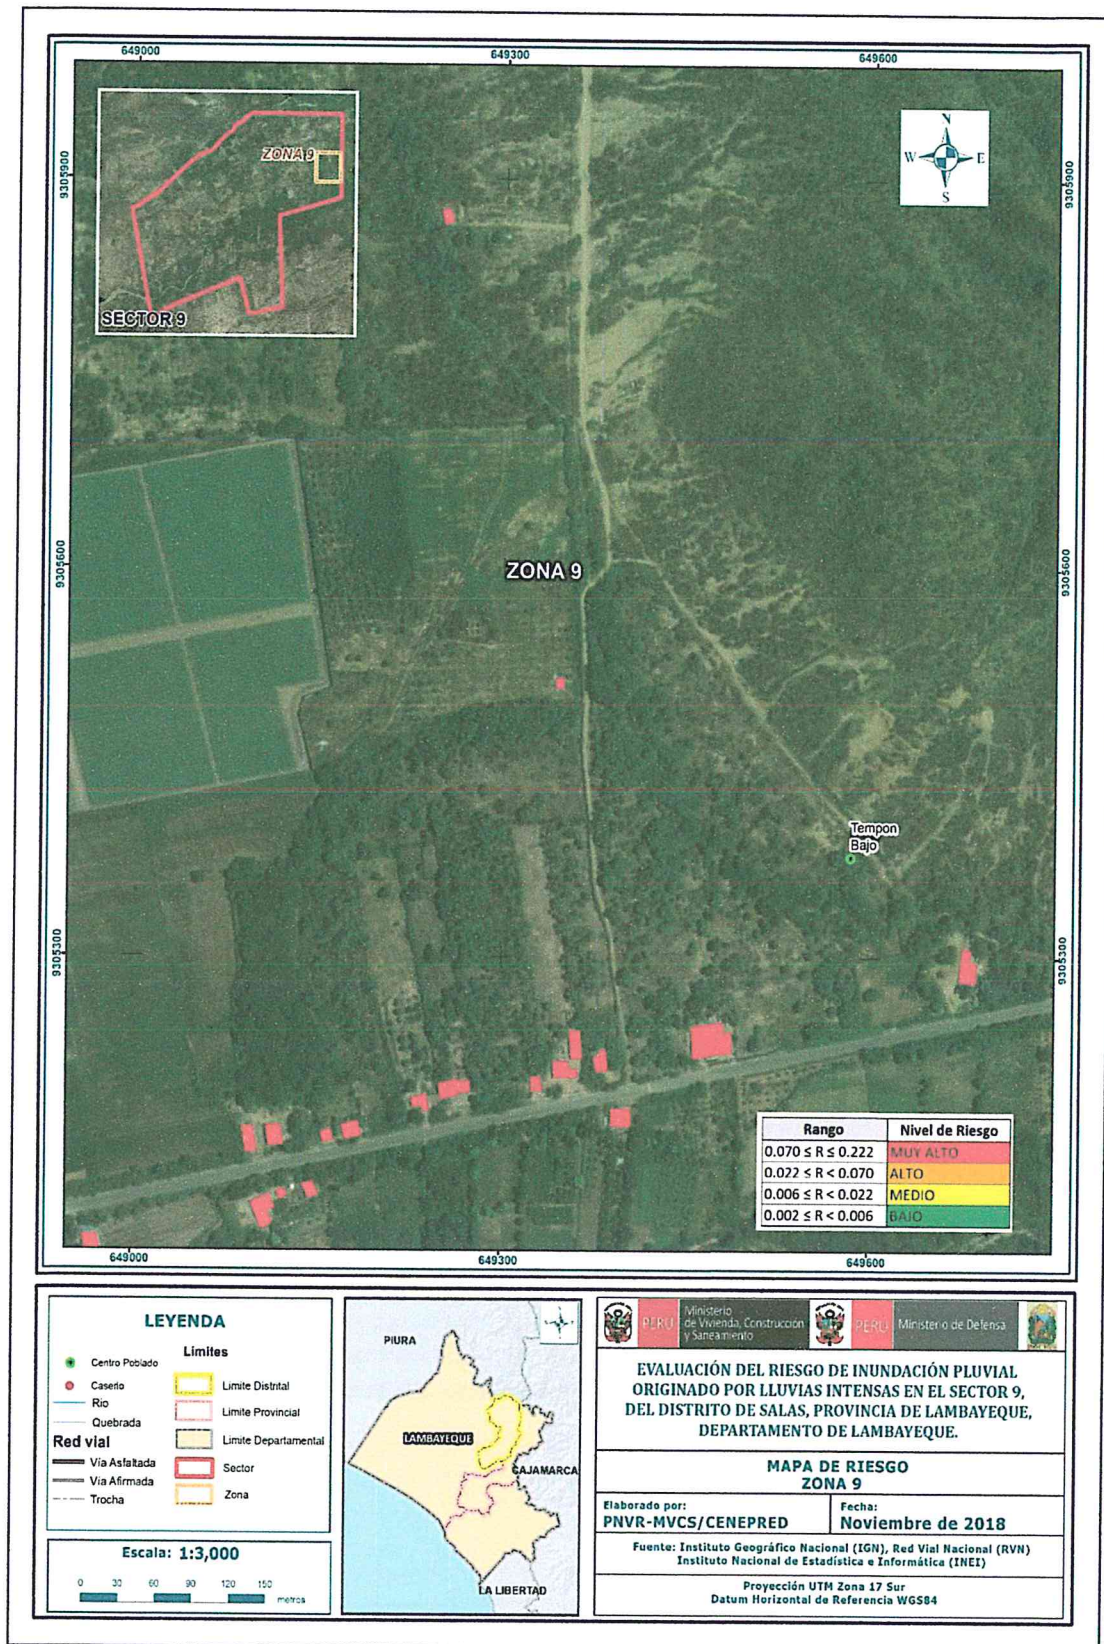 649000
649300
649600
9305900
9305900
ZONA 9
SECTOR 9
N
W
E
S
9305600
ZONA 9
9305600
Tempon
Bajo
9305300
9305300
Rango Nivel de Riesgo
0.070 ≤ R ≤ 0.222 MUY ALTO
0.022 ≤ R < 0.070 ALTO
0.006 ≤ R < 0.022 MEDIO
0.002 ≤ R < 0.006 BAJO
649000
649300
649600
LEYENDA
Centro Poblado
Caserio
Rio
Quebrada
Red vial
Vía Asfaltada
Vía Afirmada
Trocha
Limites
Limite Distrital
Limite Provincial
Limite Departamental
Sector
Zona
Escala: 1:3,000
0 30 60 90 120 150
metros
PIURA
LAMBAYEQUE
CAJAMARCA
LA LIBERTAD
PERÚ
Ministerio
de Vivienda, Construcción
y Saneamiento
PERÚ
Ministerio de Defensa
EVALUACIÓN DEL RIESGO DE INUNDACIÓN PLUVIAL
ORIGINADO POR LLUVIAS INTENSAS EN EL SECTOR 9,
DEL DISTRITO DE SALAS, PROVINCIA DE LAMBAYEQUE,
DEPARTAMENTO DE LAMBAYEQUE.
MAPA DE RIESGO
ZONA 9
Elaborado por:
PNVR-MVCS/CENEPRED
Fecha:
Noviembre de 2018
Fuente: Instituto Geográfico Nacional (IGN), Red Vial Nacional (RVN)
Instituto Nacional de Estadística e Informática (INEI)
Proyección UTM Zona 17 Sur
Datum Horizontal de Referencia WGS84